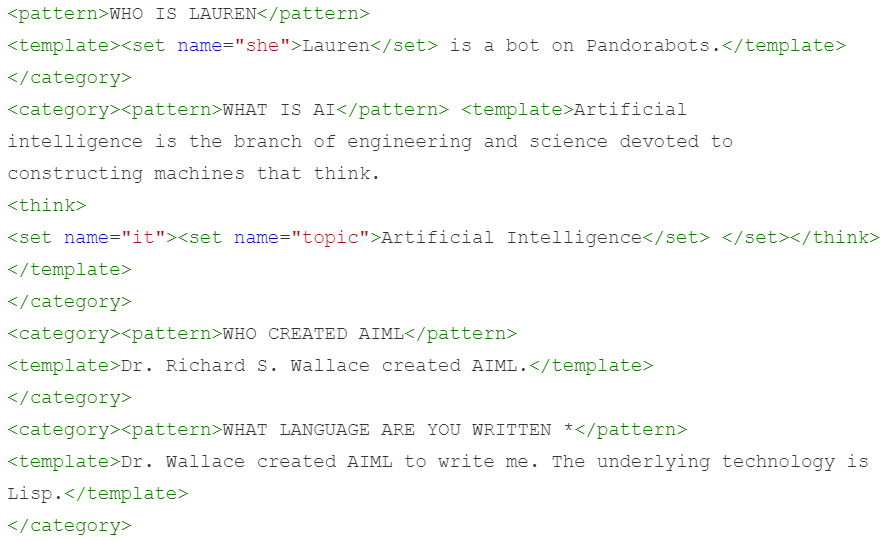 <pattern>WHO IS LAUREN</pattern>
<template><set name="she">Lauren</set> is a bot on Pandorabots.</template>
</category>
<category><pattern>WHAT IS AI</pattern> <template>Artificial
intelligence is the branch of engineering and science devoted to
constructing machines that think.
<think>
<set name="it"><set name="topic">Artificial Intelligence</set> </set></think>
</template>
</category>
<category><pattern>WHO CREATED AIML</pattern>
<template>Dr. Richard S. Wallace created AIML.</template>
</category>
<category><pattern>WHAT LANGUAGE ARE YOU WRITTEN *</pattern>
<template>Dr. Wallace created AIML to write me. The underlying technology is
Lisp.</template>
</category>